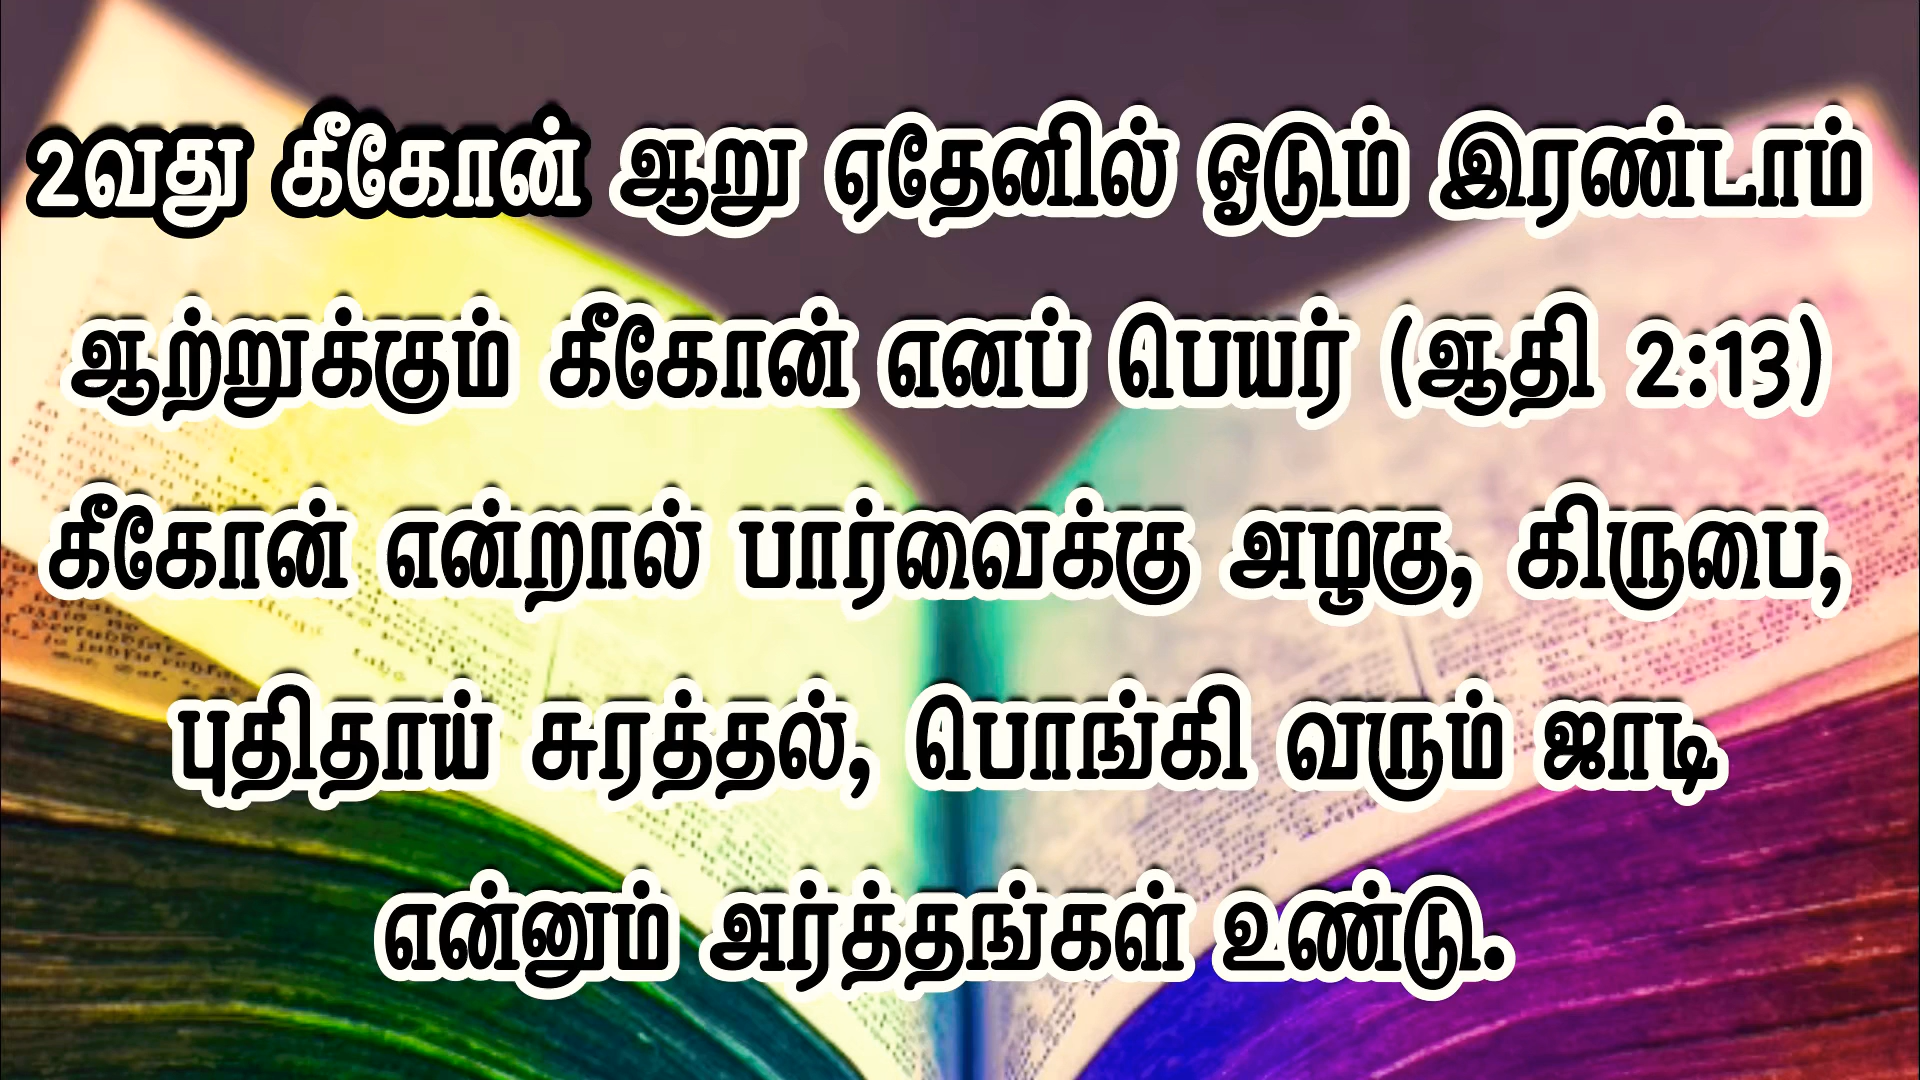 2வது கீகோன் ஆறு ஏதேனில் ஓடும் இரண்டாம்
ஆற்றுக்கும் கீகோன் எனப் பெயர் (ஆதி 2:13)
கீகோன் என்றால் பார்வைக்கு அழகு, கிருபை,
புதிதாய் சுரத்தல், பொங்கி வரும் ஜாடி
என்னும் அர்த்தங்கள் உண்டு.